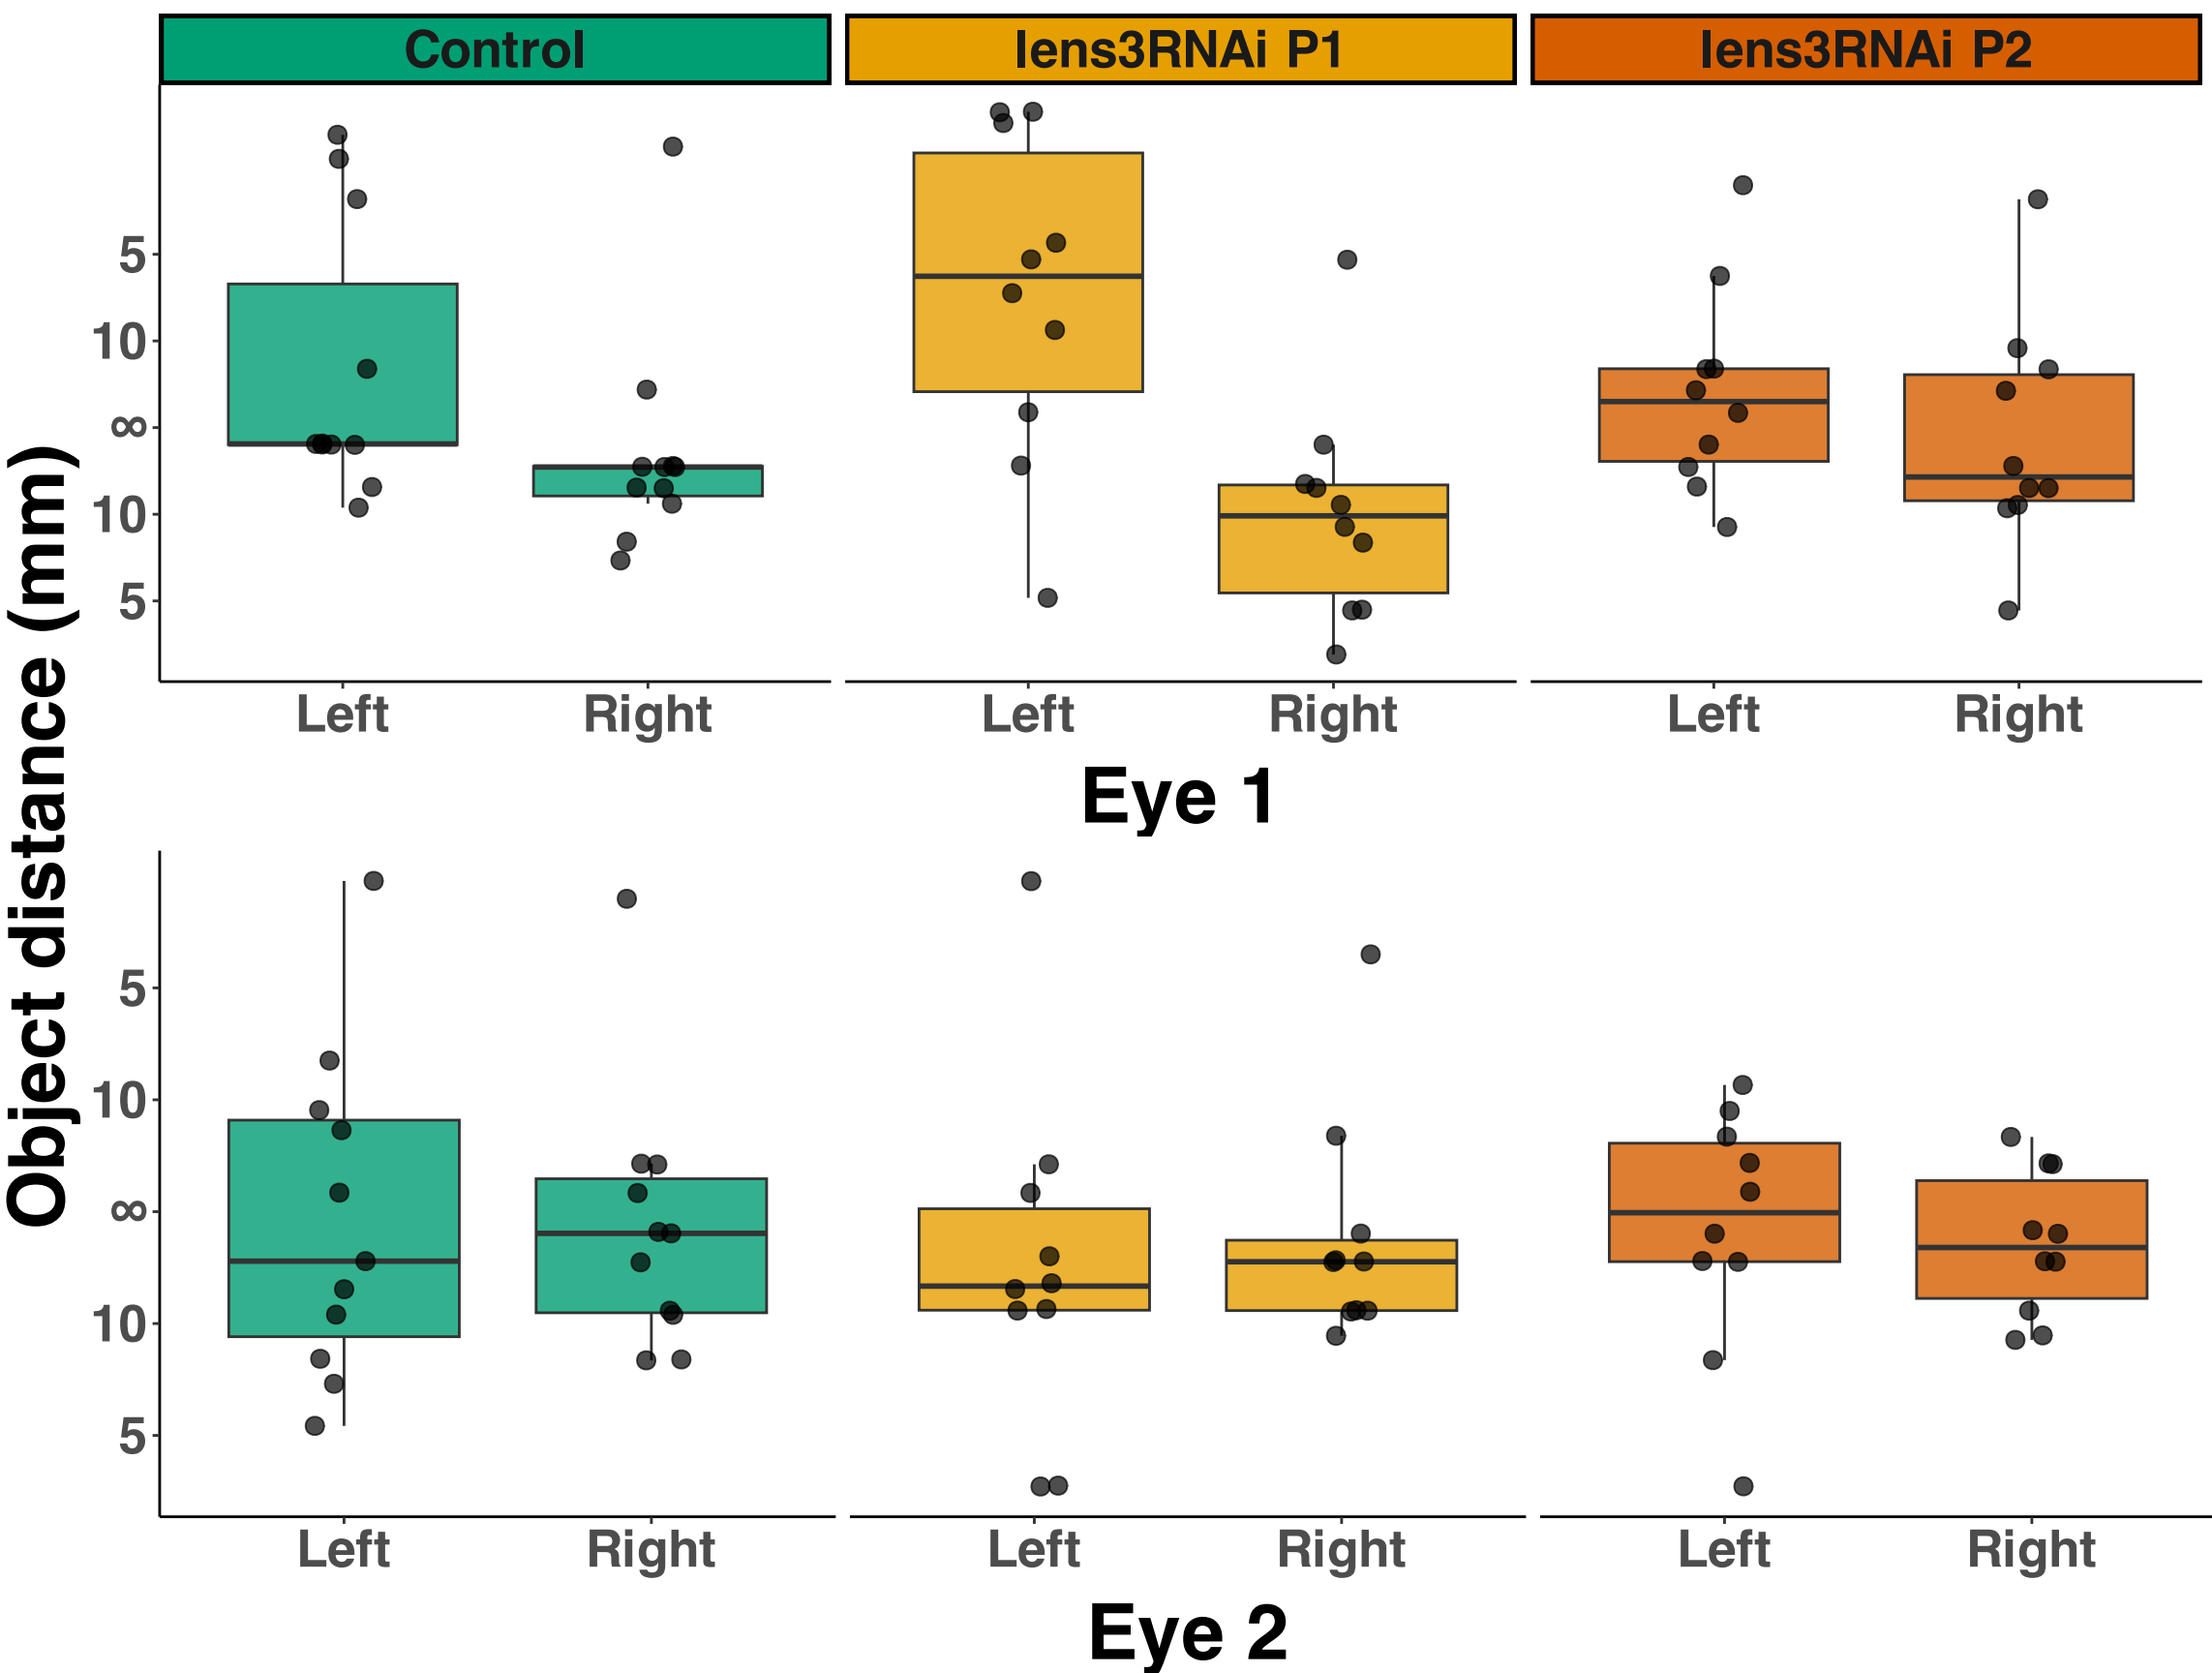 Control
lens3RNAi P1
lens3RNAi P2
Object distance (mm)
5
10
∞
10
5
Left
Right
Left
Right
Left
Right
Eye 1
5
10
∞
10
5
Left
Right
Left
Right
Left
Right
Eye 2